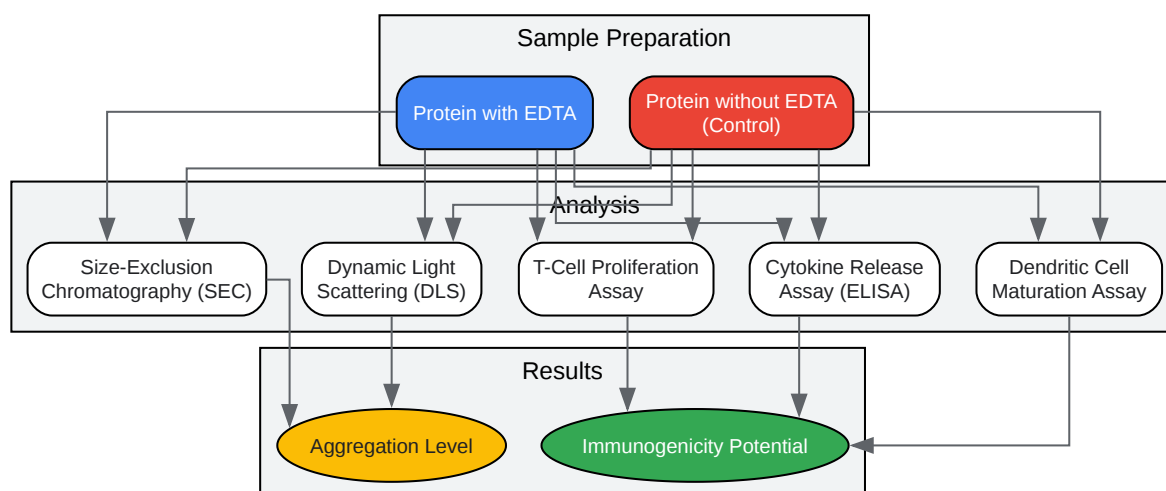 Sample Preparation
Protein with EDTA
Protein without EDTA
(Control)
Analysis
Size-Exclusion
Chromatography (SEC)
Dynamic Light
Scattering (DLS)
T-Cell Proliferation
Assay
Cytokine Release
Assay (ELISA)
Dendritic Cell
Maturation Assay
Results
Aggregation Level
Immunogenicity Potential